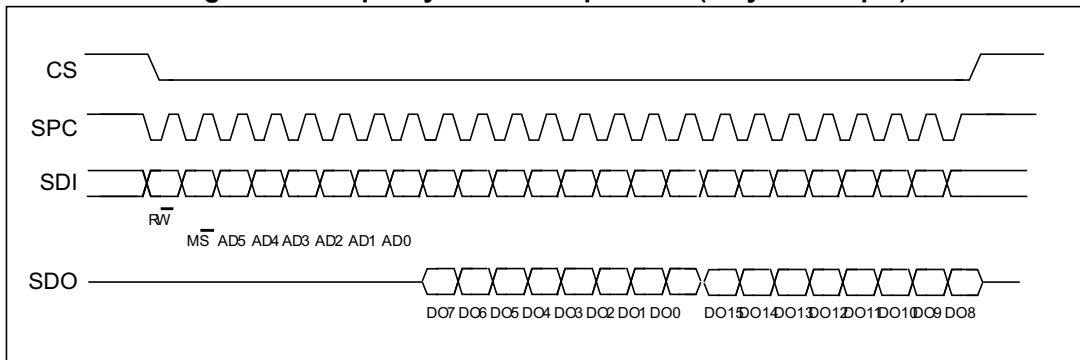 CS
SPC
SDI
RW
MS AD5 AD4 AD3 AD2 AD1 AD0
SDO
DO7 DO6 DO5 DO4 DO3 DO2 DO1 DO0 DO15 DO14 DO13 DO12 DO11 DO10 DO9 DO8